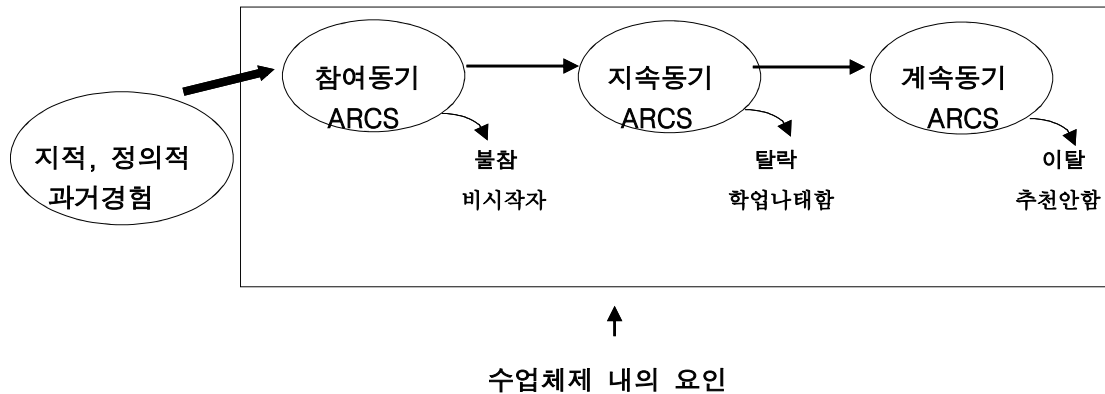 참여동기
ARCS
지속동기
ARCS
계속동기
ARCS
지적, 정의적
과거경험
불참
비시작자
탈락
학업나태함
이탈
추천안함
수업체제 내의 요인